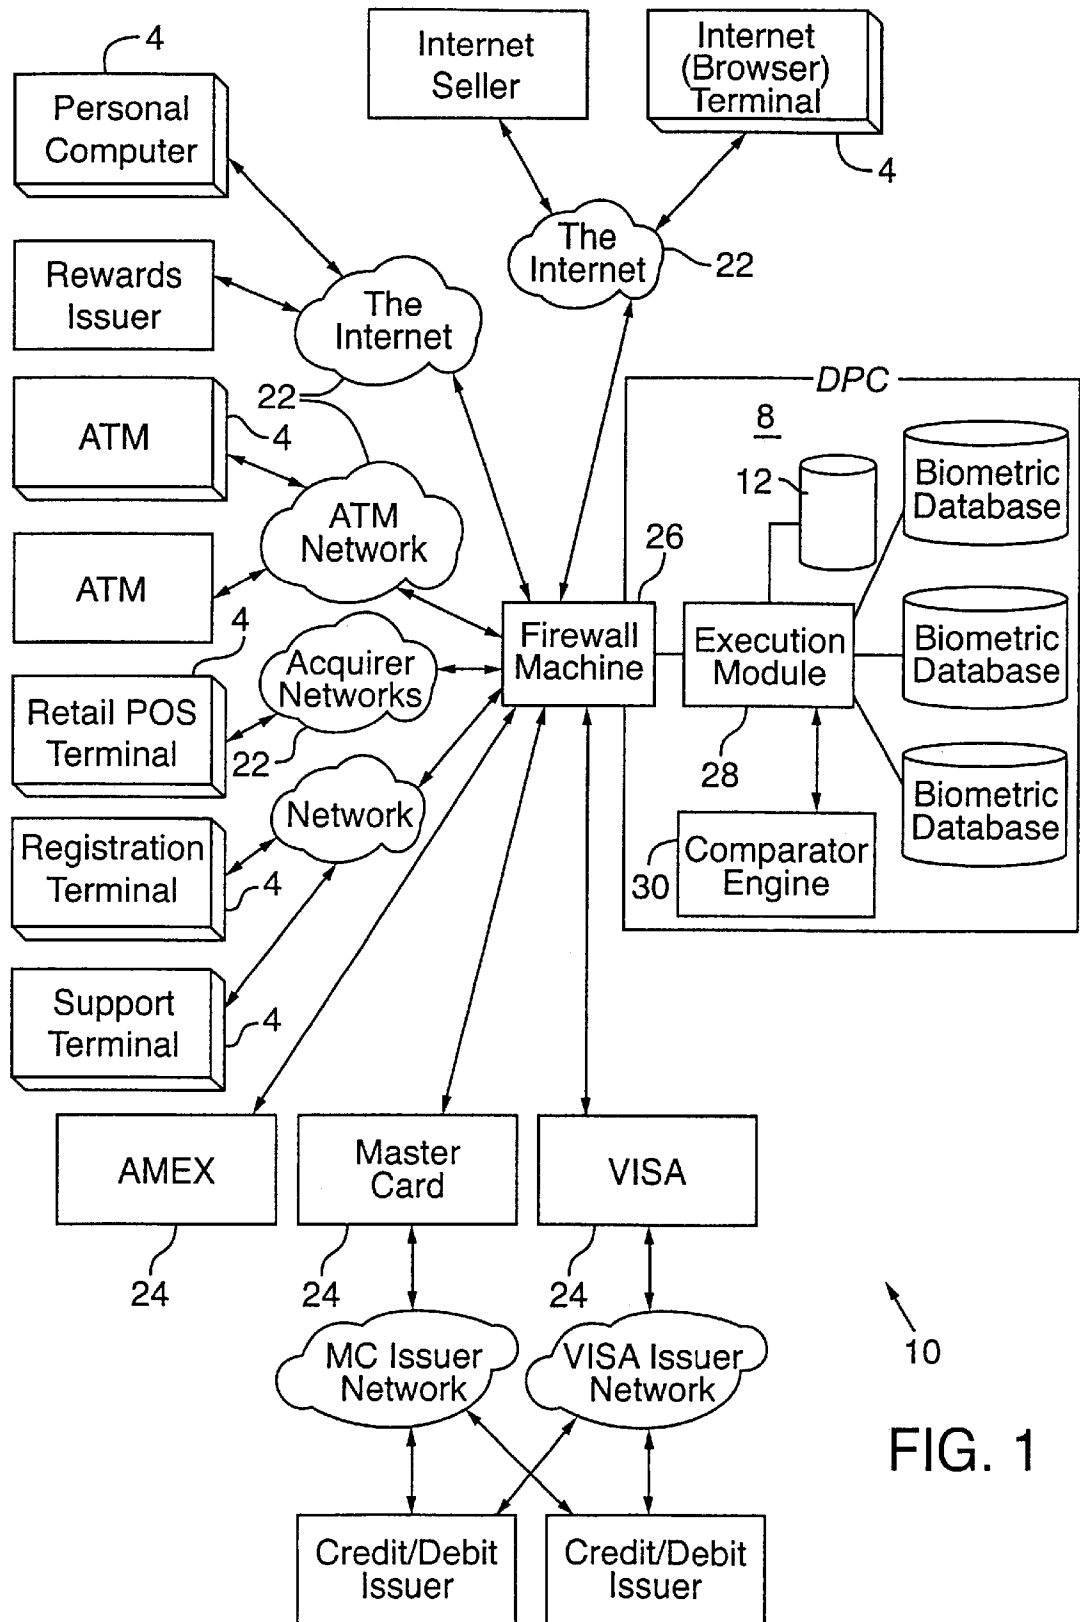 4
Personal
Computer
Internet
Seller
Internet
(Browser)
Terminal
4
The
Internet
22
Rewards
Issuer
The
Internet
22
ATM
4
ATM
Network
ATM
DPC
8
12
Biometric
Database
Biometric
Database
Biometric
Database
26
Firewall
Machine
Execution
Module
28
30
Comparator
Engine
4
Retail POS
Terminal
Acquirer
Networks
22
Network
Registration
Terminal
4
Support
Terminal
4
AMEX
24
Master
Card
24
VISA
24
MC Issuer
Network
VISA Issuer
Network
10
Credit/Debit
Issuer
Credit/Debit
Issuer
FIG. 1